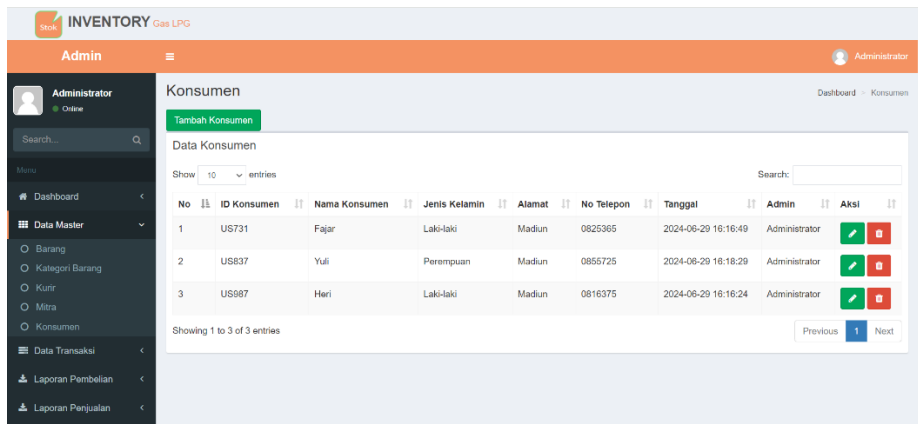 Stok INVENTORY Gas LPG
Admin
Administrator
Administrator
Online
Search...
Menu
Dashboard
Data Master
Barang
Kategori Barang
Kurir
Mitra
Konsumen
Data Transaksi
Laporan Pembelian
Laporan Penjualan
Konsumen
Dashboard > Konsumen
Tambah Konsumen
Data Konsumen
Show 10 entries
Search:
No ID Konsumen Nama Konsumen Jenis Kelamin Alamat No Telepon Tanggal Admin Aksi
1 US731 Fajar Laki-laki Madiun 0825365 2024-06-29 16:16:49 Administrator
2 US837 Yuli Perempuan Madiun 0855725 2024-06-29 16:18:29 Administrator
3 US987 Heri Laki-laki Madiun 0816375 2024-06-29 16:16:24 Administrator
Showing 1 to 3 of 3 entries
Previous 1 Next